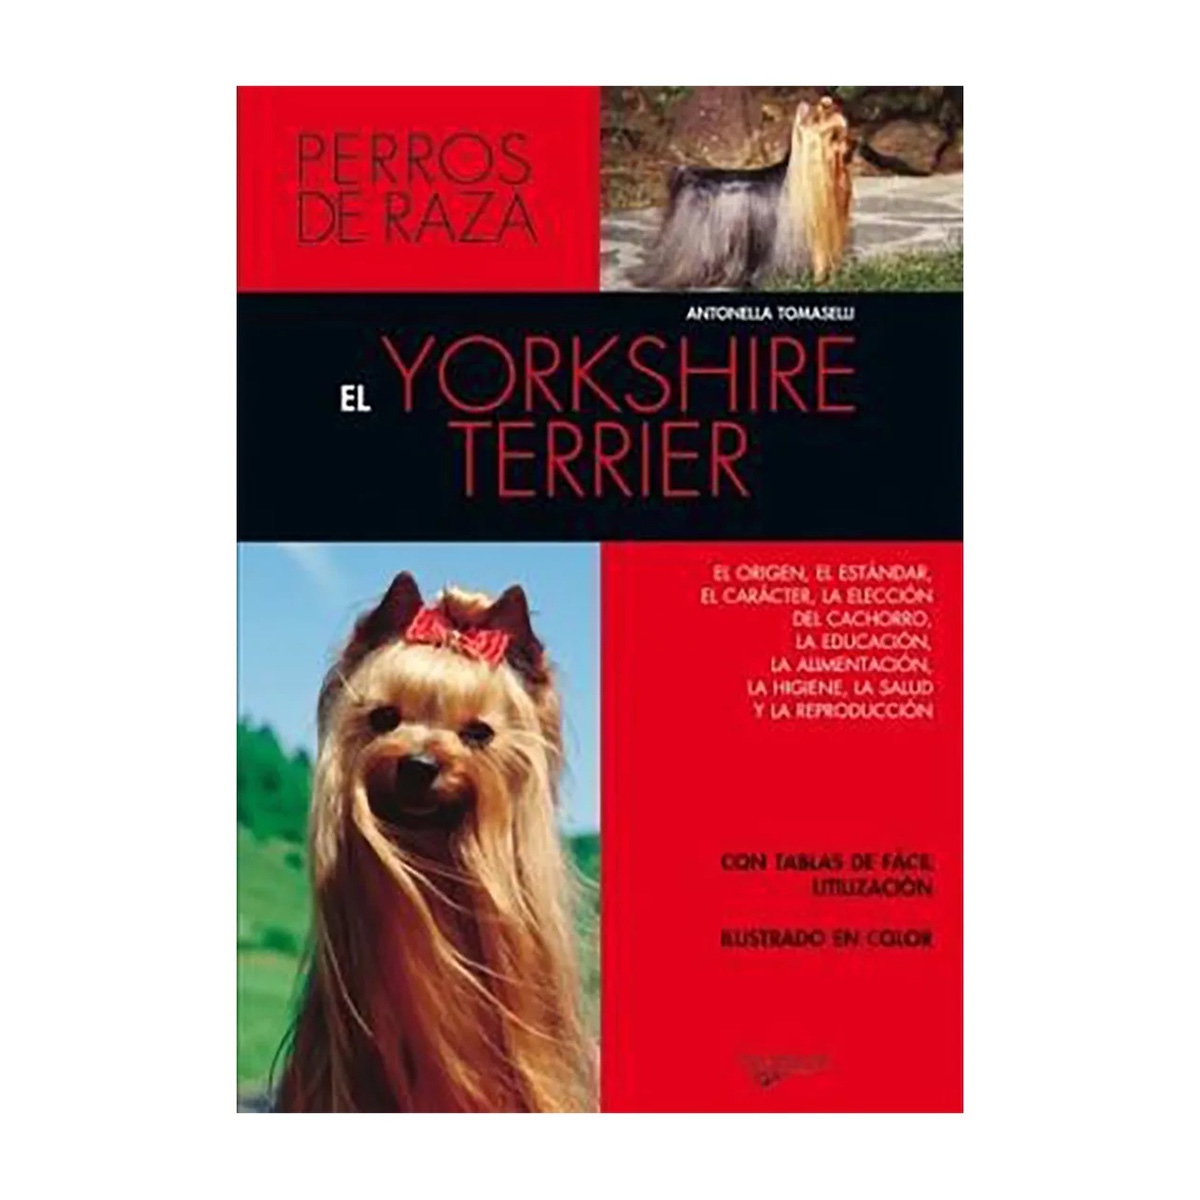 PERROS
DE RAZA
ANTONELLA TOMASELLI
EL YORKSHIRE
TERRIER
EL ORIGEN, EL ESTÁNDAR,
EL CARÁCTER, LA ELECCIÓN
DEL CACHORRO,
LA EDUCACIÓN,
LA ALIMENTACIÓN,
LA HIGIENE, LA SALUD
Y LA REPRODUCCIÓN
CON TABLAS DE FÁCIL
UTILIZACIÓN
ILUSTRADO EN COLOR